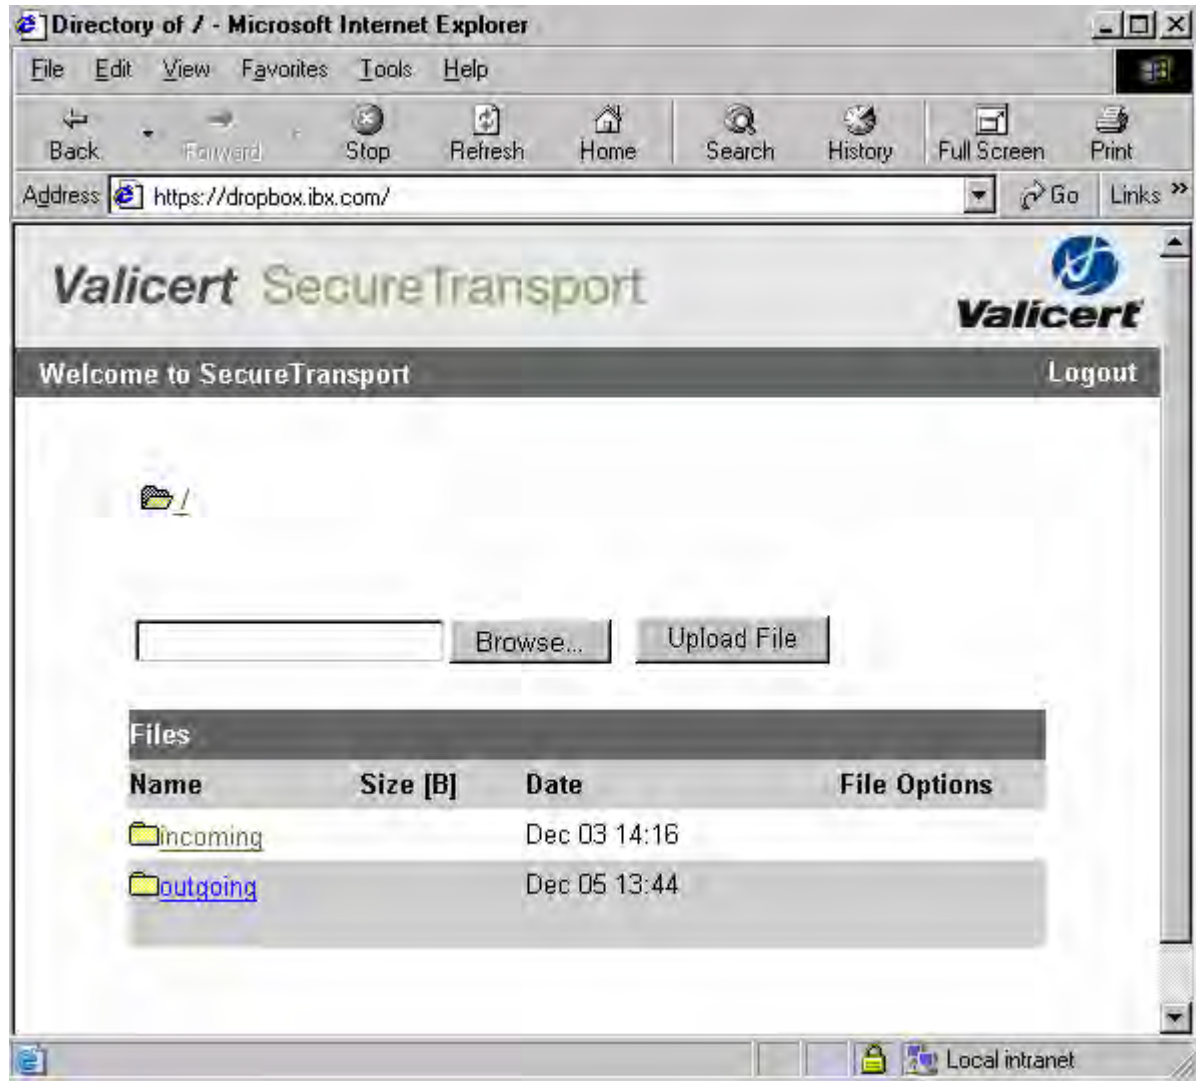 Directory of / - Microsoft Internet Explorer
File Edit View Favorites Tools Help
Back Forward Stop Refresh Home Search History Full Screen Print
Address https://dropbox.ibx.com/ Go Links »
Valicert SecureTransport
Valicert
Welcome to SecureTransport Logout
/
Browse... Upload File
Files
Name Size [B] Date File Options
incoming Dec 03 14:16
outgoing Dec 05 13:44
Local intranet